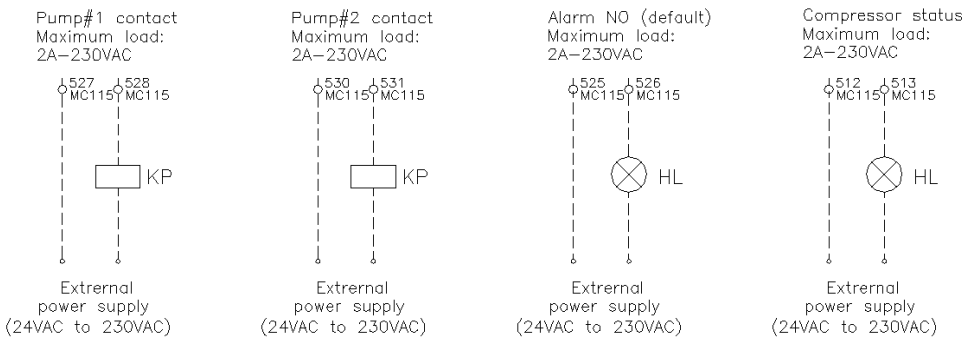 Pump#1 contact
Maximum load:
2A-230VAC
527 528
MC115 MC115
KP
Extrernal
power supply
(24VAC to 230VAC)
Pump#2 contact
Maximum load:
2A-230VAC
530 531
MC115 MC115
KP
Extrernal
power supply
(24VAC to 230VAC)
Alarm NO (default)
Maximum load:
2A-230VAC
525 526
MC115 MC115
HL
Extrernal
power supply
(24VAC to 230VAC)
Compressor status
Maximum load:
2A-230VAC
512 513
MC115 MC115
HL
Extrernal
power supply
(24VAC to 230VAC)